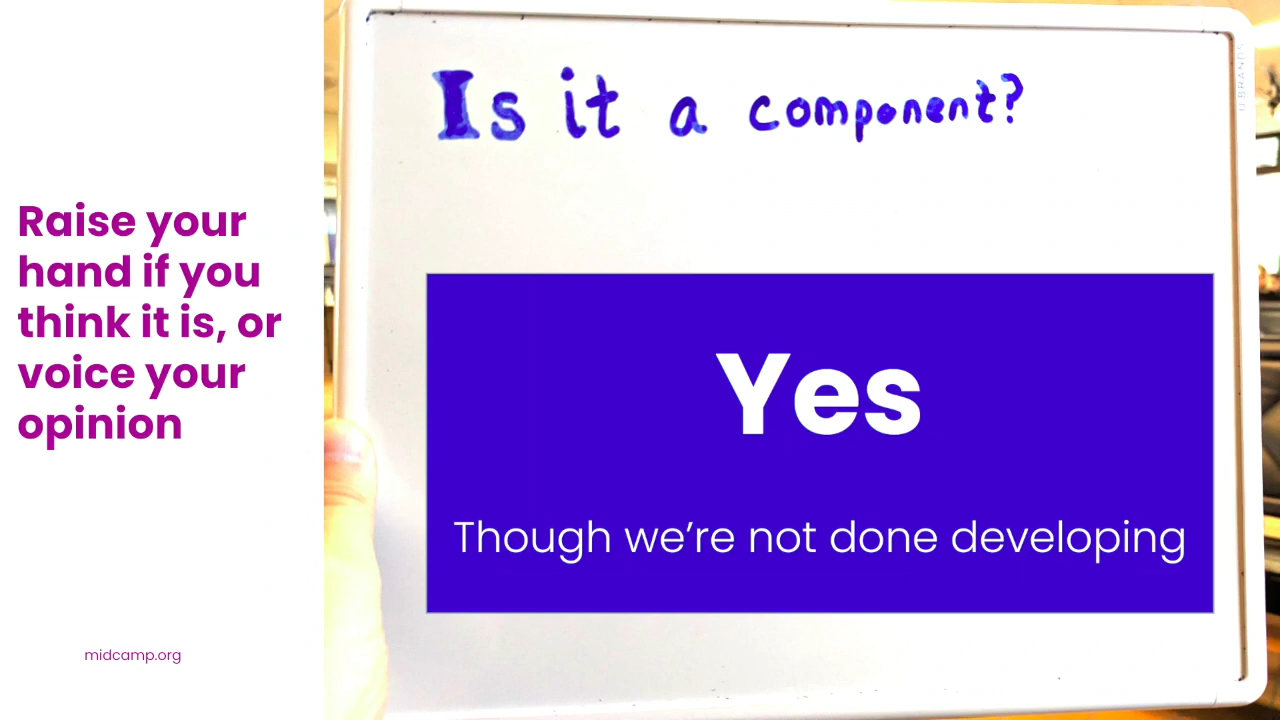 Raise your
hand if you
think it is, or
voice your
opinion
midcamp.org
Is it a component?
Yes
Though we're not done developing